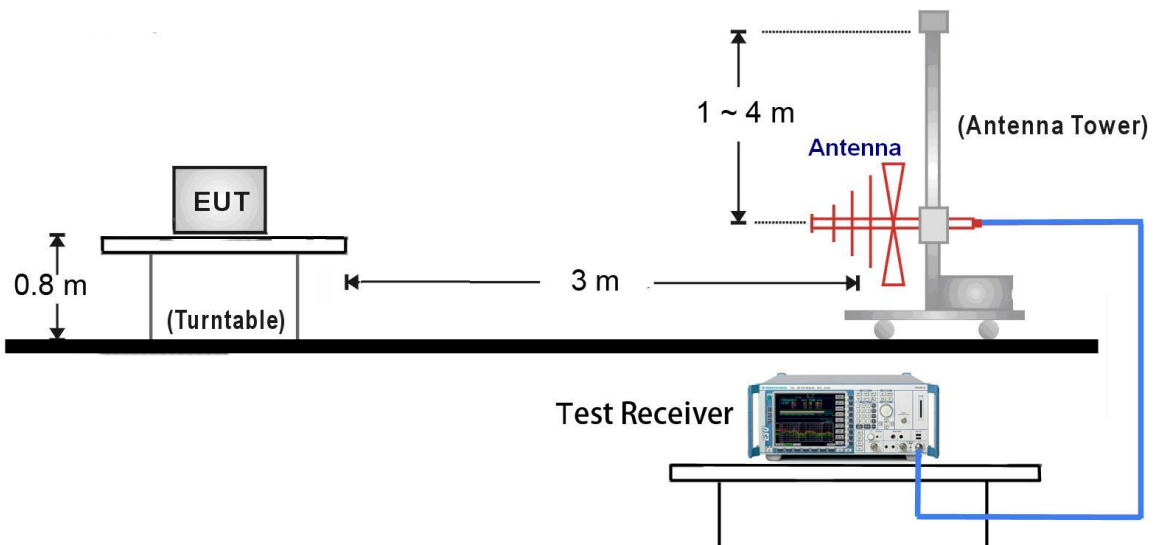 1 ~ 4 m
(Antenna Tower)
Antenna
EUT
0.8 m
3 m
(Turntable)
Test Receiver